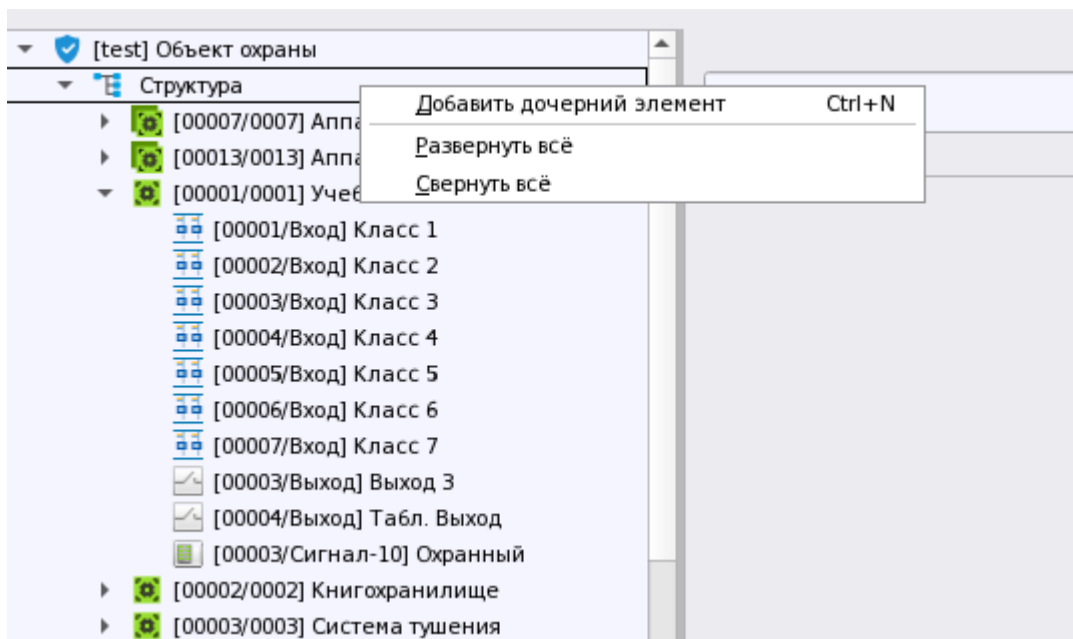 [test] Объект охраны
Структура
Добавить дочерний элемент Ctrl+N
[00007/0007] Аппа
Развернуть всё
[00013/0013] Аппа
Свернуть всё
[00001/0001] Учеб
[00001/Вход] Класс 1
[00002/Вход] Класс 2
[00003/Вход] Класс 3
[00004/Вход] Класс 4
[00005/Вход] Класс 5
[00006/Вход] Класс 6
[00007/Вход] Класс 7
[00003/Выход] Выход 3
[00004/Выход] Табл. Выход
[00003/Сигнал-10] Охранный
[00002/0002] Книгохранилище
[00003/0003] Система тушения